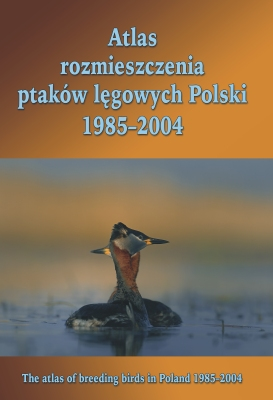 Atlas
rozmieszczenia
ptaków lęgowych Polski
1985–2004
The atlas of breeding birds in Poland 1985-2004